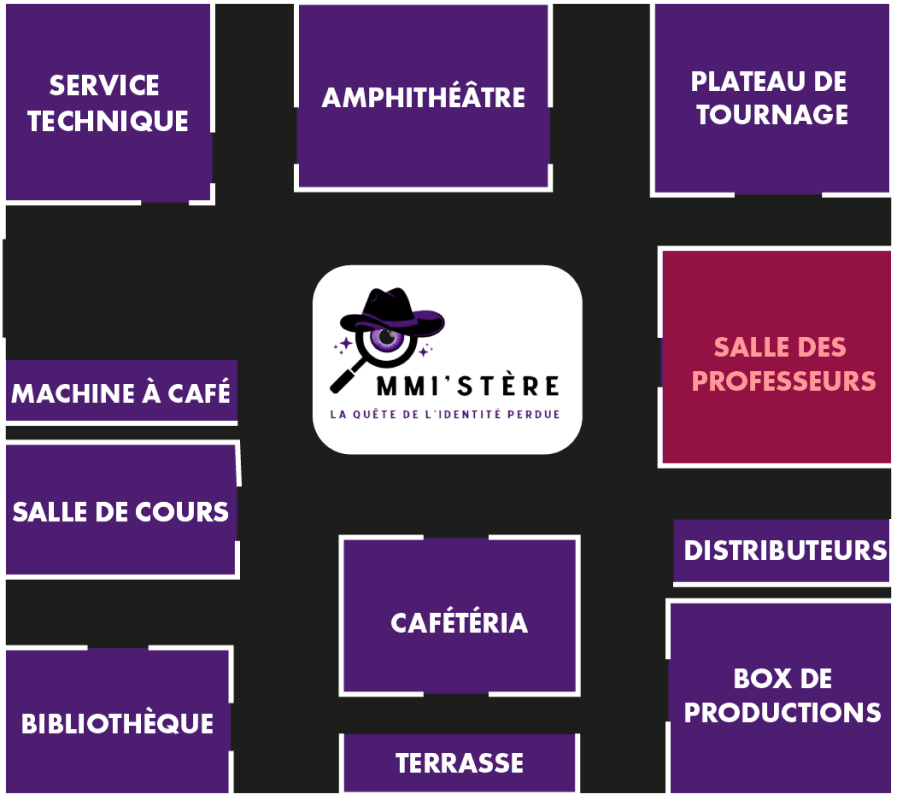 SERVICE
TECHNIQUE
AMPHITHÉÂTRE
PLATEAU DE
TOURNAGE
MMI'STÈRE
LA QUÊTE DE L'IDENTITÉ PERDUE
SALLE DES
PROFESSEURS
MACHINE À CAFÉ
SALLE DE COURS
DISTRIBUTEURS
CAFÉTÉRIA
BOX DE
PRODUCTIONS
BIBLIOTHÈQUE
TERRASSE